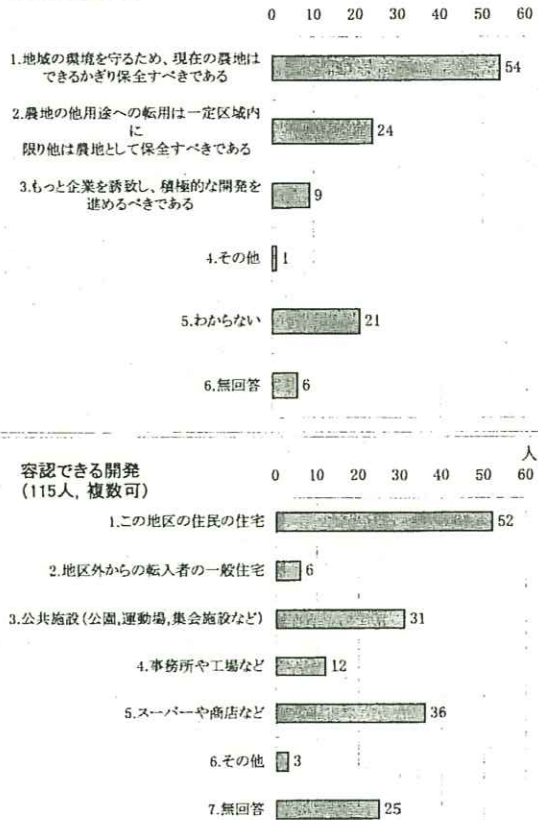 0 10 20 30 40 50 60
1.地域の環境を守るため、現在の農地は
できるかぎり保全すべきである
54
2.農地の他用途への転用は一定区域内
に
限り他は農地として保全すべきである
24
3.もっと企業を誘致し、積極的な開発を
進めるべきである
9
4.その他
1
5.わからない
21
6.無回答
6
容認できる開発
(115人, 複数可)
人
0 10 20 30 40 50 60
1.この地区の住民の住宅
52
2.地区外からの転入者の一般住宅
6
3.公共施設(公園,運動場,集会施設など)
31
4.事務所や工場など
12
5.スーパーや商店など
36
6.その他
3
7.無回答
25